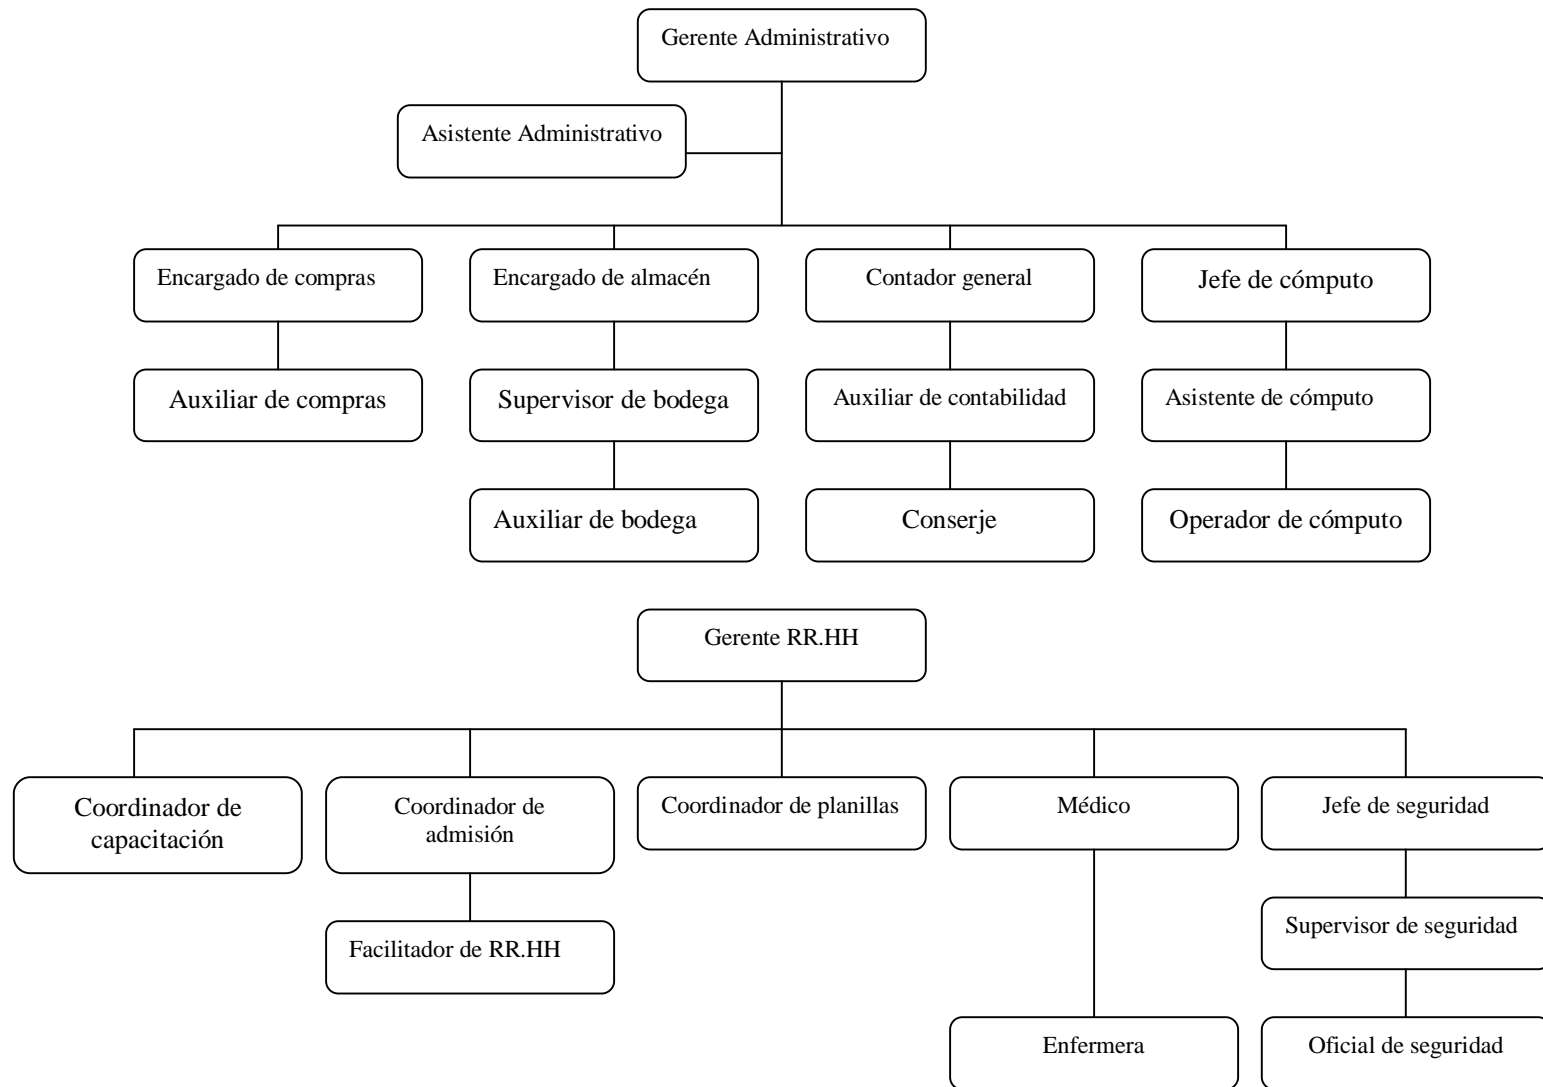 Gerente Administrativo
Asistente Administrativo
Encargado de compras
Encargado de almacén
Contador general
Jefe de cómputo
Auxiliar de compras
Supervisor de bodega
Auxiliar de contabilidad
Asistente de cómputo
Auxiliar de bodega
Conserje
Operador de cómputo
Gerente RR.HH
Coordinador de
capacitación
Coordinador de
admisión
Coordinador de planillas
Médico
Jefe de seguridad
Facilitador de RR.HH
Supervisor de seguridad
Enfermera
Oficial de seguridad